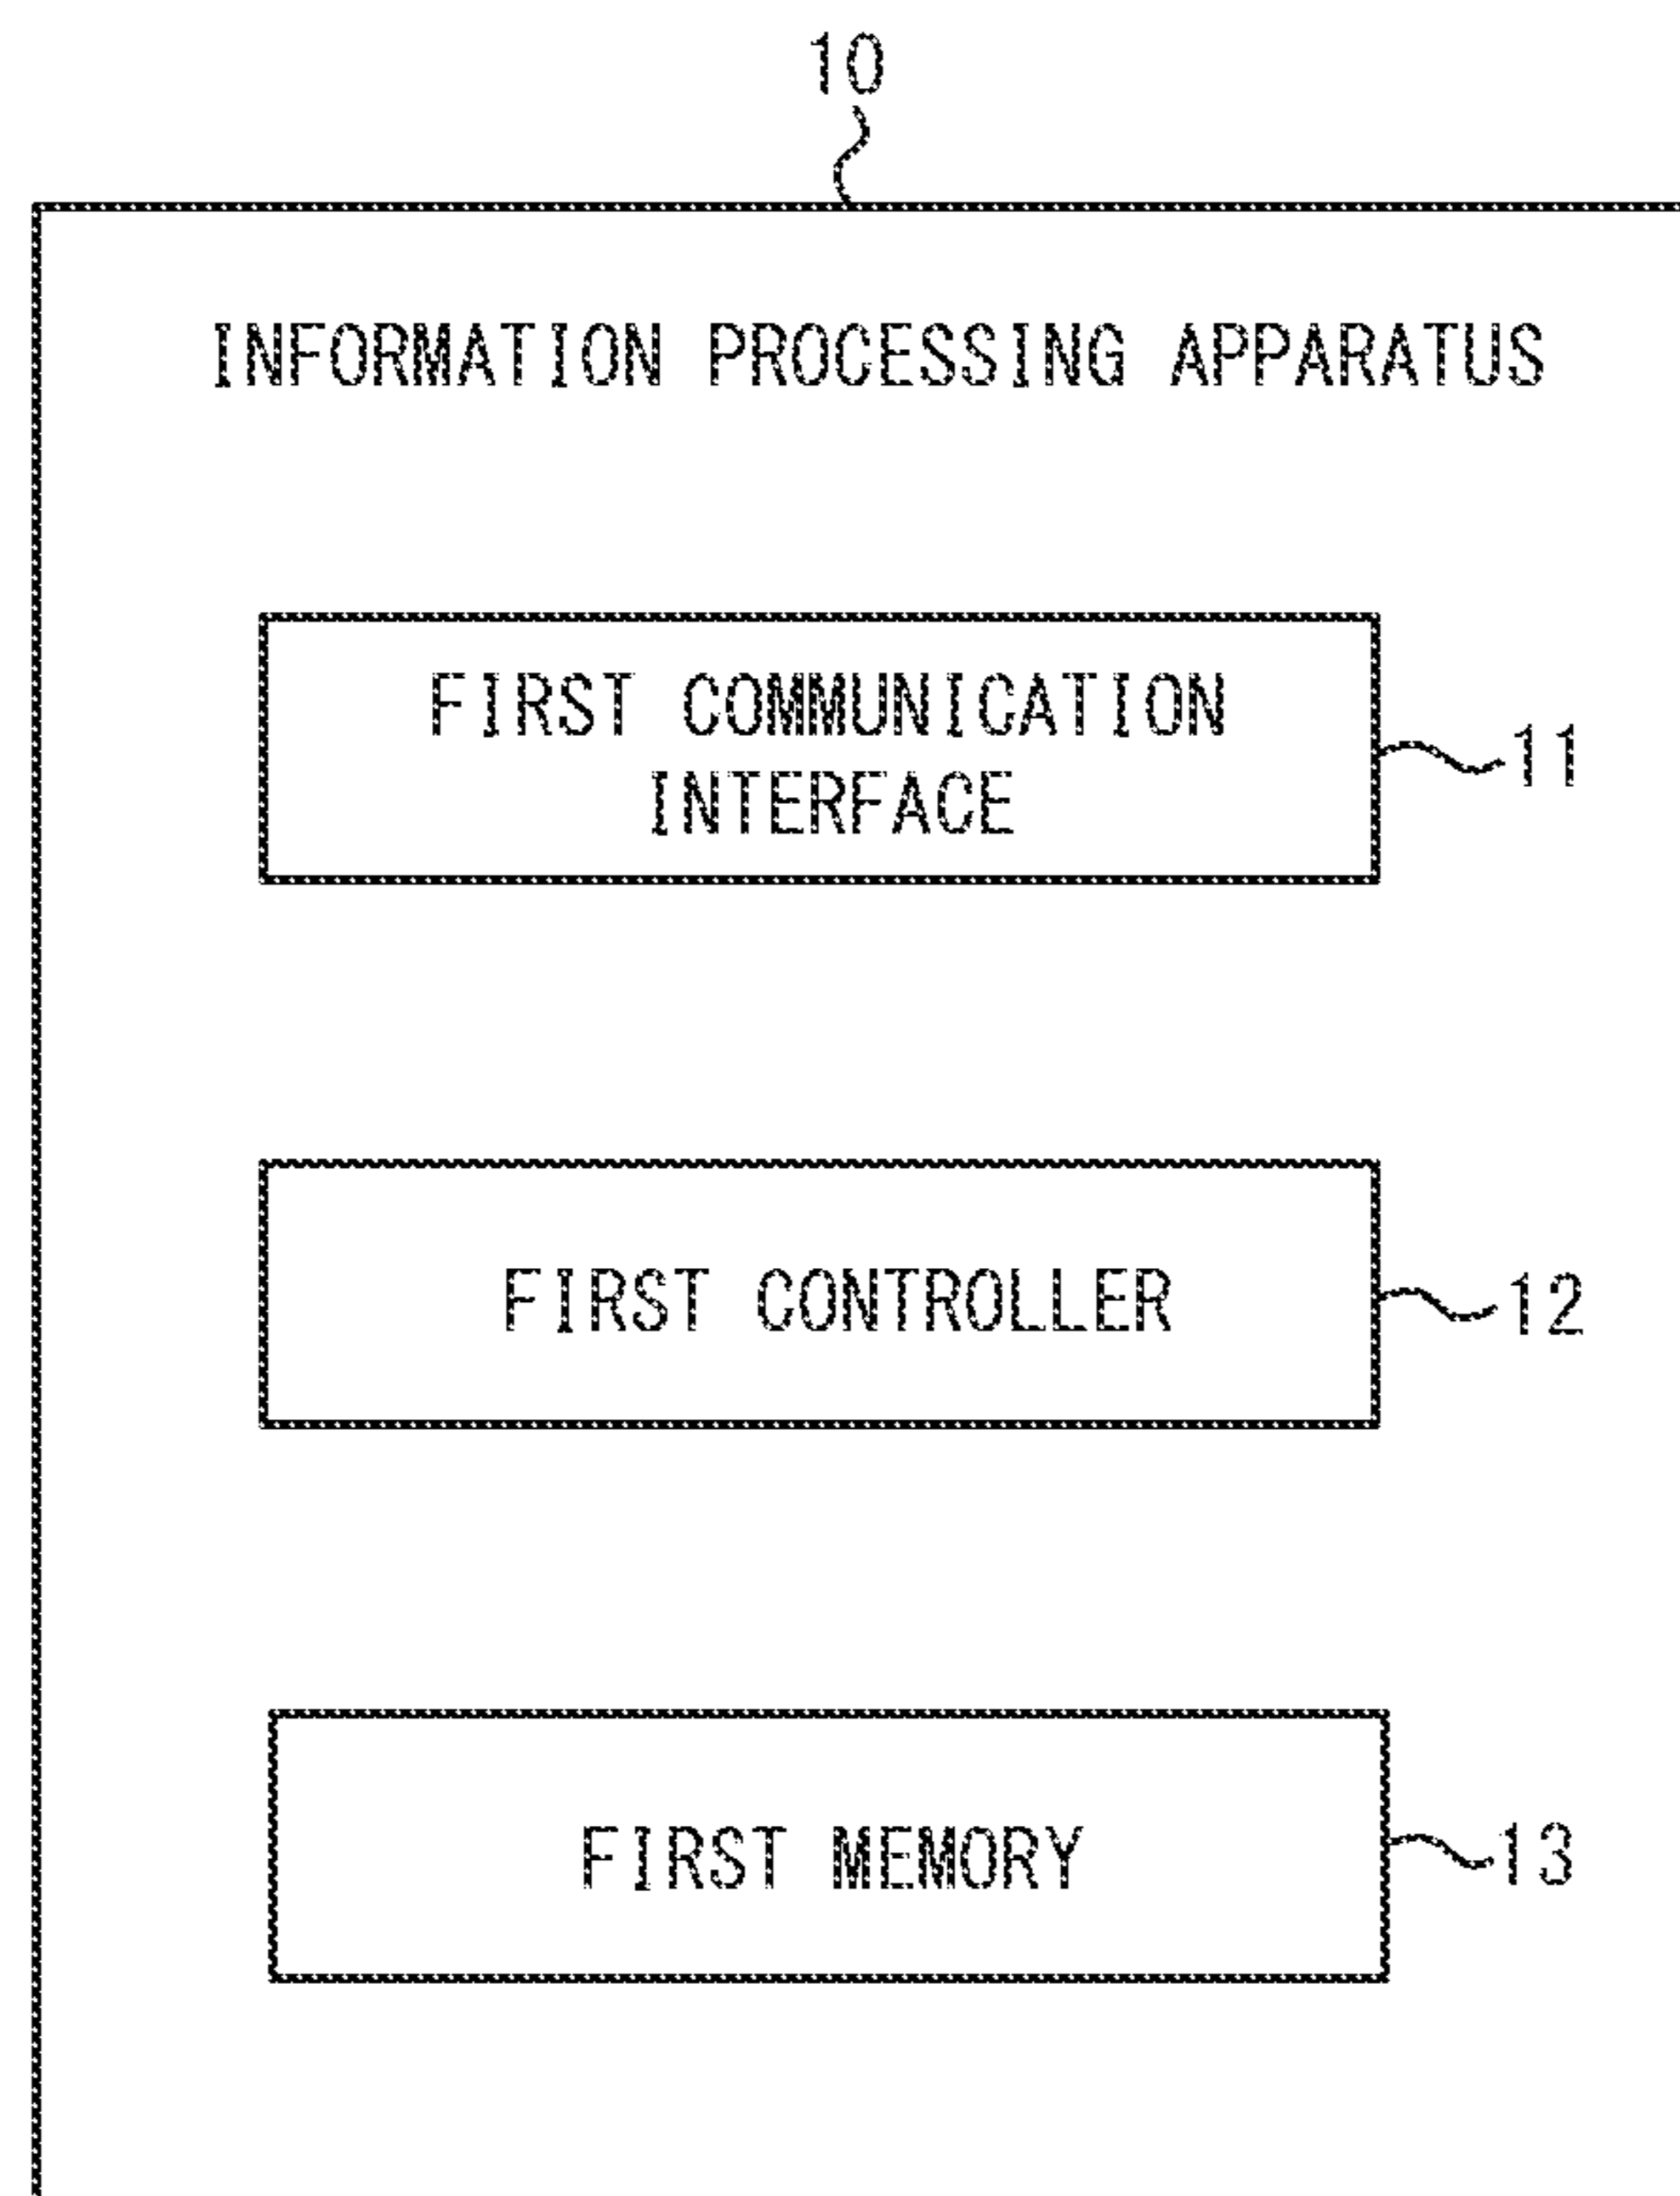 10
INFORMATION PROCESSING APPARATUS
FIRST COMMUNICATION
INTERFACE
11
FIRST CONTROLLER
12
FIRST MEMORY
13